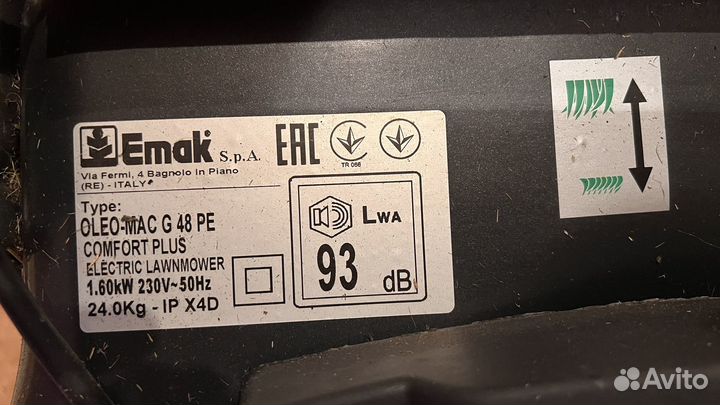 Emak S.p.A.
Via Fermi, 4 Bagnolo in Piano
(RE) - ITALY
EAC
TR 066
Type:
OLEO-MAC G 48 PE
COMFORT PLUS
ELECTRIC LAWNMOWER
1.60kW 230V~50Hz
24.0Kg - IP X4D
LWA
93 dB
Avito